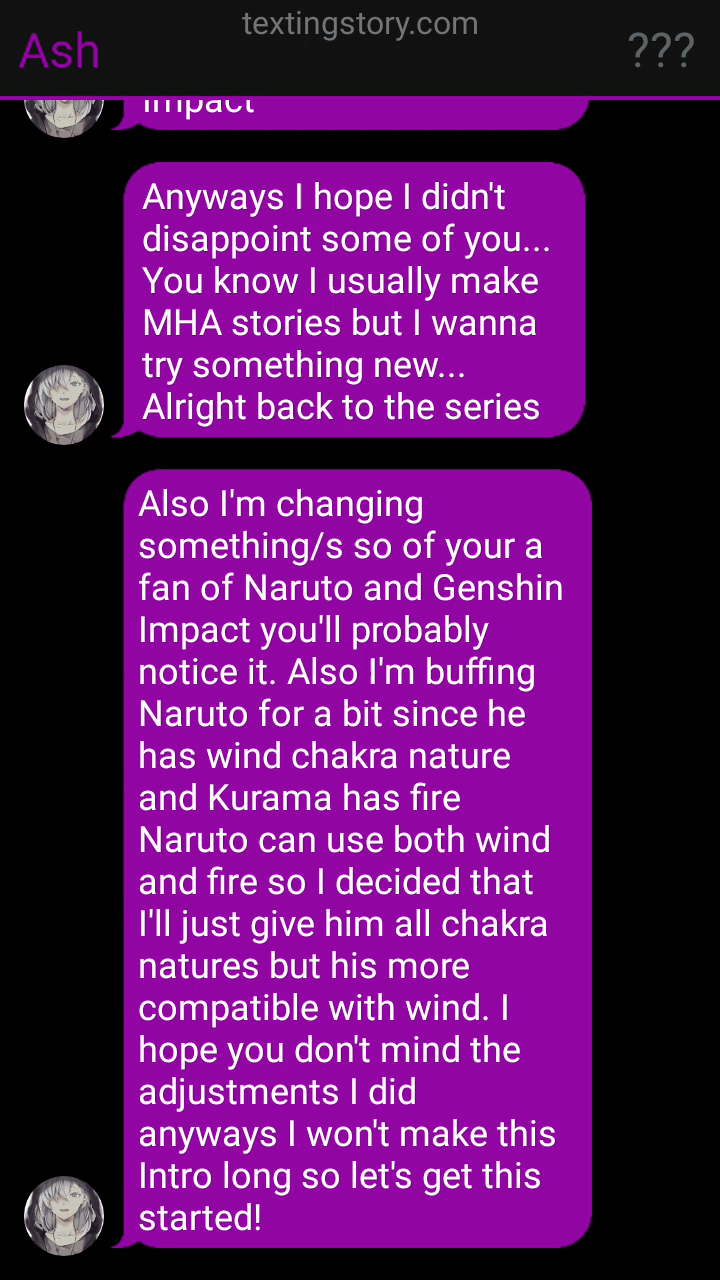 textingstory.com
Ash
???
Impact
Anyways I hope I didn't
disappoint some of you...
You know I usually make
MHA stories but I wanna
try something new...
Alright back to the series
Also I'm changing
something/s so of your a
fan of Naruto and Genshin
Impact you'll probably
notice it. Also I'm buffing
Naruto for a bit since he
has wind chakra nature
and Kurama has fire
Naruto can use both wind
and fire so I decided that
I'll just give him all chakra
natures but his more
compatible with wind. I
hope you don't mind the
adjustments I did
anyways I won't make this
Intro long so let's get this
started!